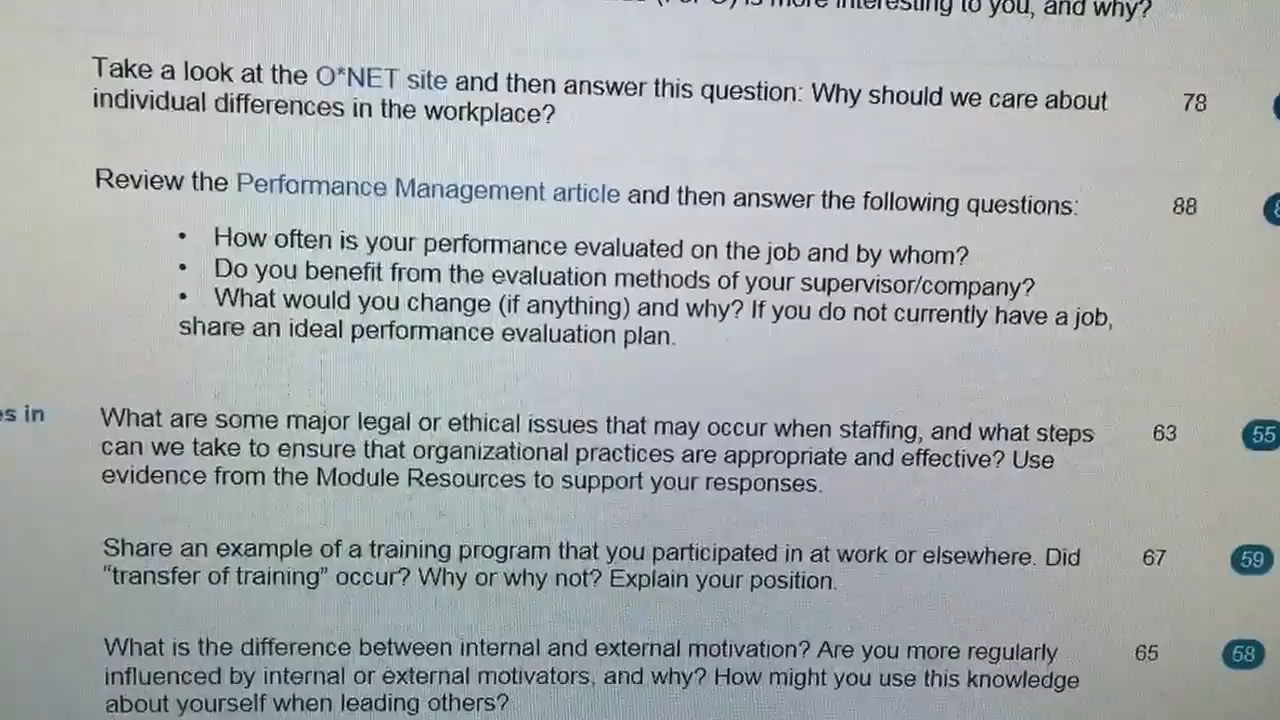 is more interesting to you, and why?
Take a look at the O*NET site and then answer this question: Why should we care about 78
individual differences in the workplace?
Review the Performance Management article and then answer the following questions: 88
• How often is your performance evaluated on the job and by whom?
• Do you benefit from the evaluation methods of your supervisor/company?
• What would you change (if anything) and why? If you do not currently have a job,
share an ideal performance evaluation plan.
es in What are some major legal or ethical issues that may occur when staffing, and what steps 63 55
can we take to ensure that organizational practices are appropriate and effective? Use
evidence from the Module Resources to support your responses.
Share an example of a training program that you participated in at work or elsewhere. Did 67 59
“transfer of training” occur? Why or why not? Explain your position.
What is the difference between internal and external motivation? Are you more regularly 65 58
influenced by internal or external motivators, and why? How might you use this knowledge
about yourself when leading others?